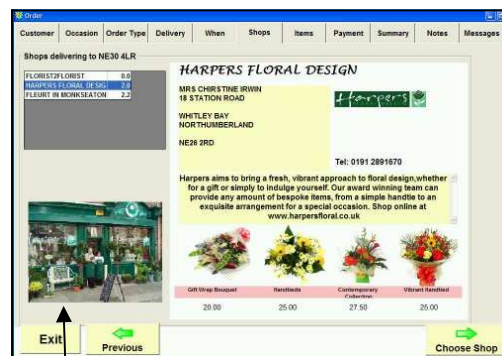 Order
Customer Occasion Order Type Delivery When Shops Items Payment Summary Notes Messages
Shops delivering to NE30 4LR
FLORIST2FLORIST 0.0
HARPERS FLORAL DESIG 2.0
FLEURT IN MONKSEATON 2.2
HARPERS FLORAL DESIGN
MRS CHIRSTINE IRWIN
18 STATION ROAD
WHITLEY BAY
NORTHUMBERLAND
NE26 2RD
Harpers
Tel: 0191 2891670
Harpers aims to bring a fresh, vibrant approach to floral design,whether
for a gift or simply to indulge yourself. Our award winning team can
provide any amount of bespoke items, from a simple handtie to an
exquisite arrangement for a special occasion. Shop online at
www.harpersfloral.co.uk
Gift Wrap Bouquet Handtieds Contemporary Collection Vibrant Handtied
20.00 25.00 27.50 25.00
Exit Previous Choose Shop